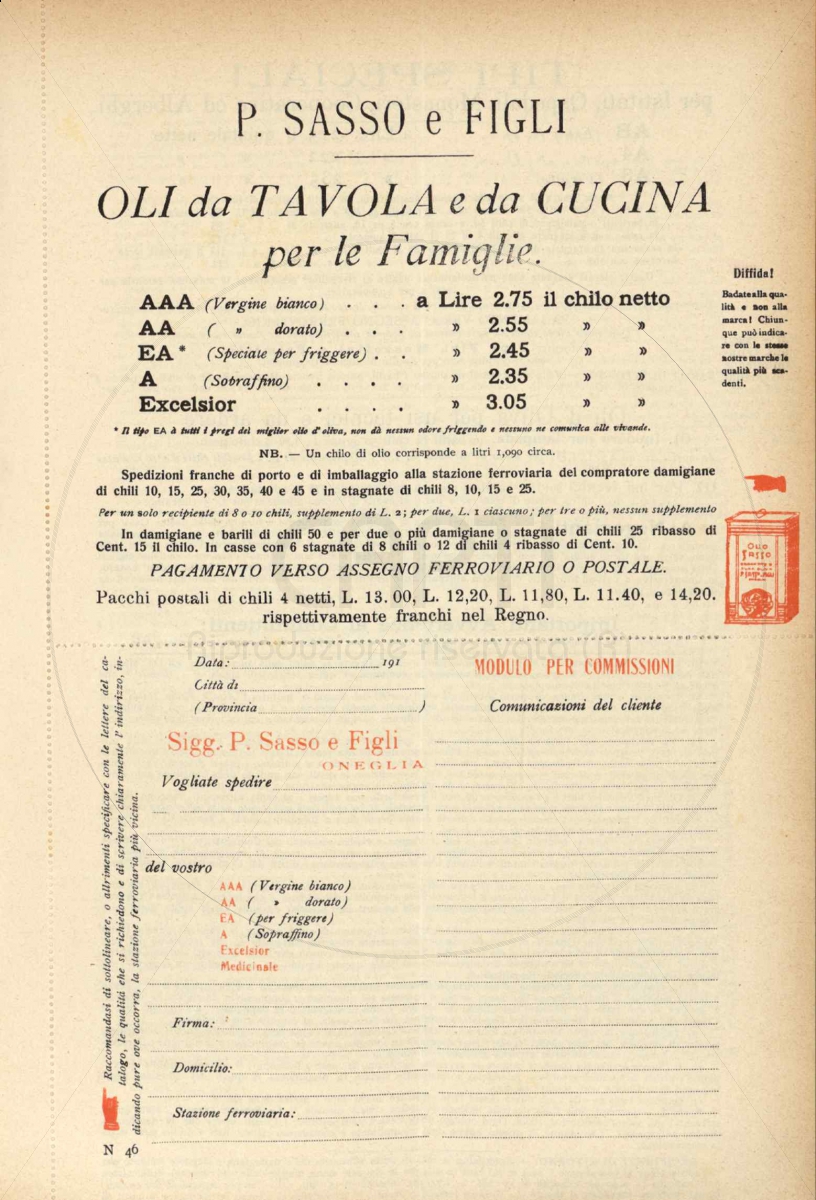 P. SASSO e FIGLI
OLI da TAVOLA e da CUCINA
per le Famiglie.
AAA (Vergine bianco) . . . a Lire 2.75 il chilo netto
AA ( » dorato) . . . » 2.55 » »
EA * (Speciale per friggere) . . » 2.45 » »
A (Sobraffino) . . . . » 2.35 » »
Excelsior . . . . » 3.05 » »
* Il tipo EA à tutti i pregi del miglior olio d'oliva, non dà nessun odore friggendo e nessuno ne comunica alle vivande.
NB. — Un chilo di olio corrisponde a litri 1,090 circa.
Spedizioni franche di porto e di imballaggio alla stazione ferroviaria del compratore damigiane
di chili 10, 15, 25, 30, 35, 40 e 45 e in stagnate di chili 8, 10, 15 e 25.
Per un solo recipiente di 8 o 10 chili, supplemento di L. 2; per due, L. 1 ciascuno; per tre o più, nessun supplemento
In damigiane e barili di chili 50 e per due o più damigiane o stagnate di chili 25 ribasso di
Cent. 15 il chilo. In casse con 6 stagnate di 8 chili o 12 di chili 4 ribasso di Cent. 10.
PAGAMENTO VERSO ASSEGNO FERROVIARIO O POSTALE.
Pacchi postali di chili 4 netti, L. 13.00, L. 12,20, L. 11,80, L. 11.40, e 14,20.
rispettivamente franchi nel Regno.
Diffida!
Badate alla qua-
lità e non alla
marca! Chiun-
que può indica-
re con le stesse
nostre marche le
qualità più sca-
denti.
OLIO
SASSO
Riproduzione riservata
Data: 191
Città di
(Provincia )
Sigg. P. Sasso e Figli
ONEGLIA
Vogliate spedire
del vostro
AAA (Vergine bianco)
AA ( » dorato)
EA (per friggere)
A (Sopraffino)
Excelsior
Medicinale
Firma:
Domicilio:
Stazione ferroviaria:
MODULO PER COMMISSIONI
Comunicazioni del cliente
Raccomandasi di sottolineare, o altrimenti specificare con le lettere del ca-
talogo, le qualità che si richiedono e di scrivere chiaramente l'indirizzo, in-
dicando pure ove occorra, la stazione ferroviaria più vicina.
N 46